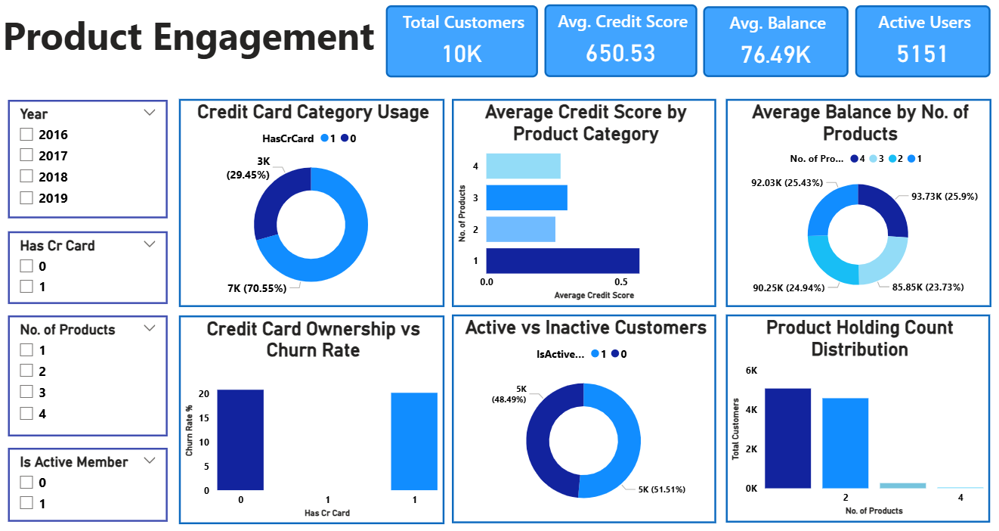 Product Engagement
Total Customers
10K
Avg. Credit Score
650.53
Avg. Balance
76.49K
Active Users
5151
Year
2016
2017
2018
2019
Has Cr Card
0
1
No. of Products
1
2
3
4
Is Active Member
0
1
Credit Card Category Usage
HasCrCard 1 0
3K
(29.45%)
7K (70.55%)
Average Credit Score by
Product Category
No. of Products
4
3
2
1
0.0 0.5
Average Credit Score
Average Balance by No. of
Products
No. of Pro... 4 3 2 1
92.03K (25.43%)
93.73K (25.9%)
90.25K (24.94%)
85.85K (23.73%)
Credit Card Ownership vs
Churn Rate
Churn Rate %
20
15
10
5
0
0 1 1
Has Cr Card
Active vs Inactive Customers
IsActive... 1 0
5K
(48.49%)
5K (51.51%)
Product Holding Count
Distribution
Total Customers
6K
4K
2K
0K
2 4
No. of Products